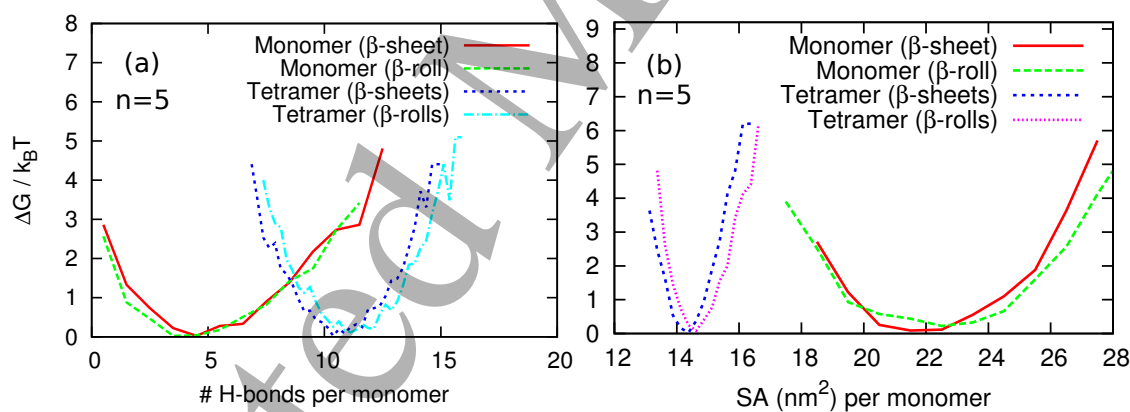 8
7
6
5
4
3
2
1
0
ΔG / kBT
(a)
n=5
Monomer (β-sheet)
Monomer (β-roll)
Tetramer (β-sheets)
Tetramer (β-rolls)
0 5 10 15 20
# H-bonds per monomer
9
8
7
6
5
4
3
2
1
0
(b)
n=5
Monomer (β-sheet)
Monomer (β-roll)
Tetramer (β-sheets)
Tetramer (β-rolls)
12 14 16 18 20 22 24 26 28
SA (nm²) per monomer
ted M